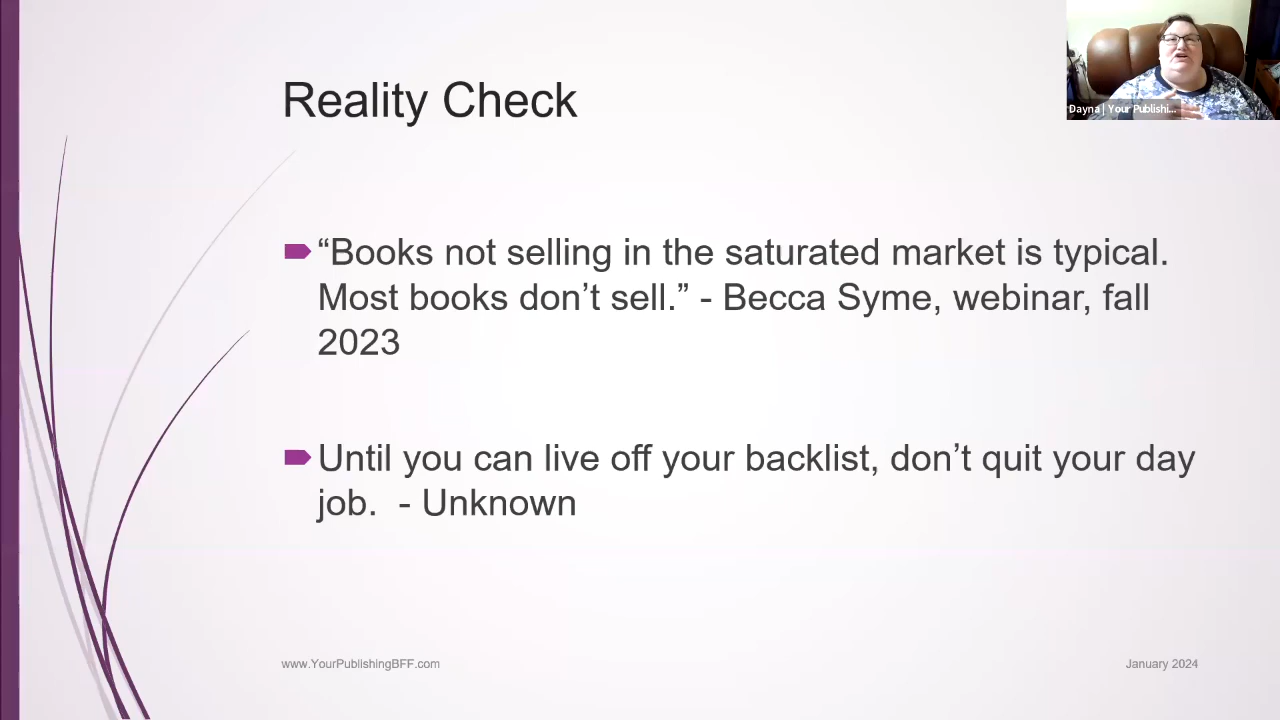 Reality Check
Dayna | Your Publishi...
“Books not selling in the saturated market is typical.
Most books don’t sell.” - Becca Syme, webinar, fall
2023
Until you can live off your backlist, don’t quit your day
job.  - Unknown
www.YourPublishingBFF.com
January 2024